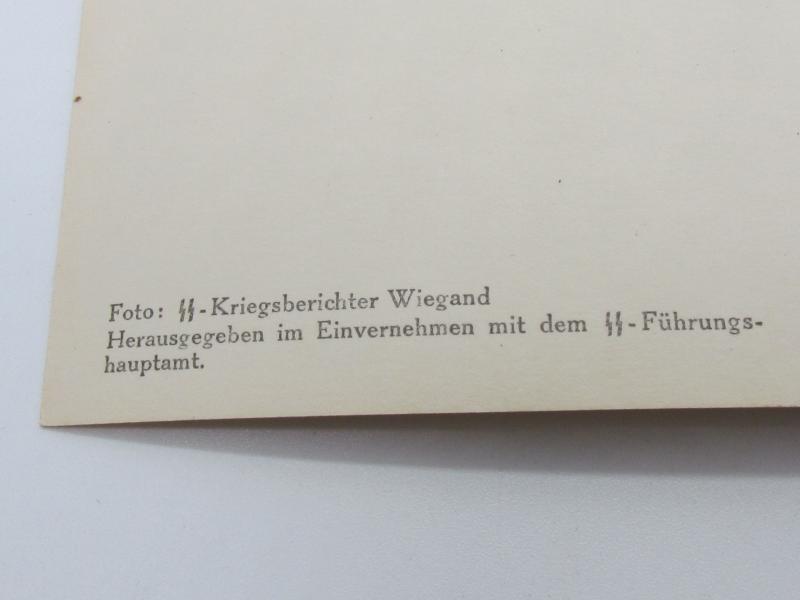 Foto: ᛋᛋ-Kriegsberichter Wiegand
Herausgegeben im Einvernehmen mit dem ᛋᛋ-Führungs-
hauptamt.